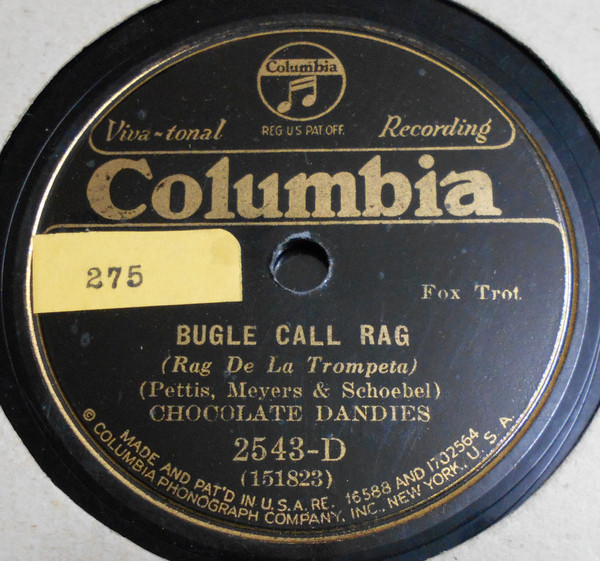 Columbia
Viva-tonal REG U S PAT. OFF. Recording
Columbia
275
Fox Trot.
BUGLE CALL RAG
(Rag De La Trompeta)
(Pettis, Meyers & Schoebel)
CHOCOLATE DANDIES
2543-D
(151823)
MADE AND PAT'D IN U.S.A. RE. 16588 AND 1702564
© COLUMBIA PHONOGRAPH COMPANY, INC., NEW YORK, U.S.A.